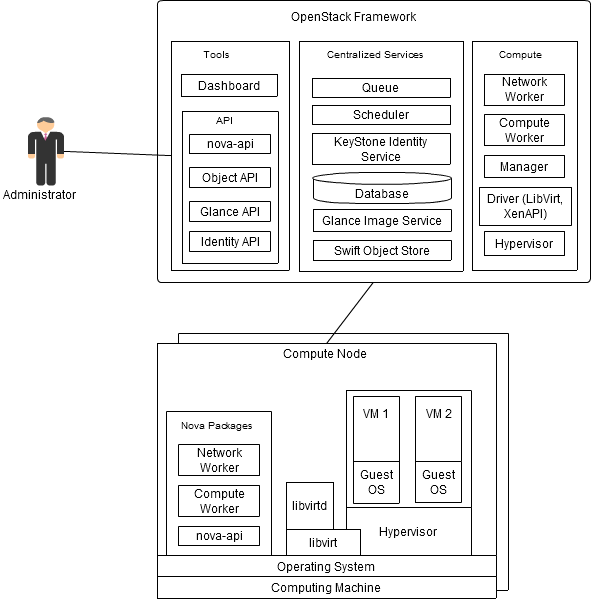 OpenStack Framework
Tools
Dashboard
API
nova-api
Object API
Glance API
Identity API
Centralized Services
Queue
Scheduler
KeyStone Identity
Service
Database
Glance Image Service
Swift Object Store
Compute
Network
Worker
Compute
Worker
Manager
Driver (LibVirt,
XenAPI)
Hypervisor
Administrator
Compute Node
Nova Packages
Network
Worker
Compute
Worker
nova-api
libvirtd
libvirt
VM 1
Guest
OS
VM 2
Guest
OS
Hypervisor
Operating System
Computing Machine